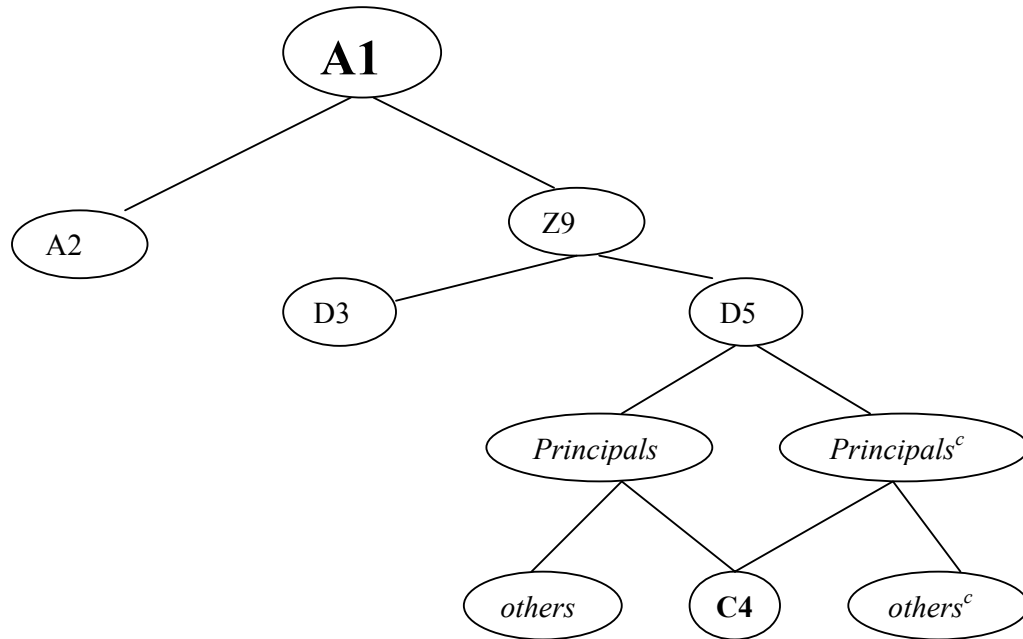 A1
A2
Z9
D3
D5
Principals
Principalsᶜ
others
C4
othersᶜ